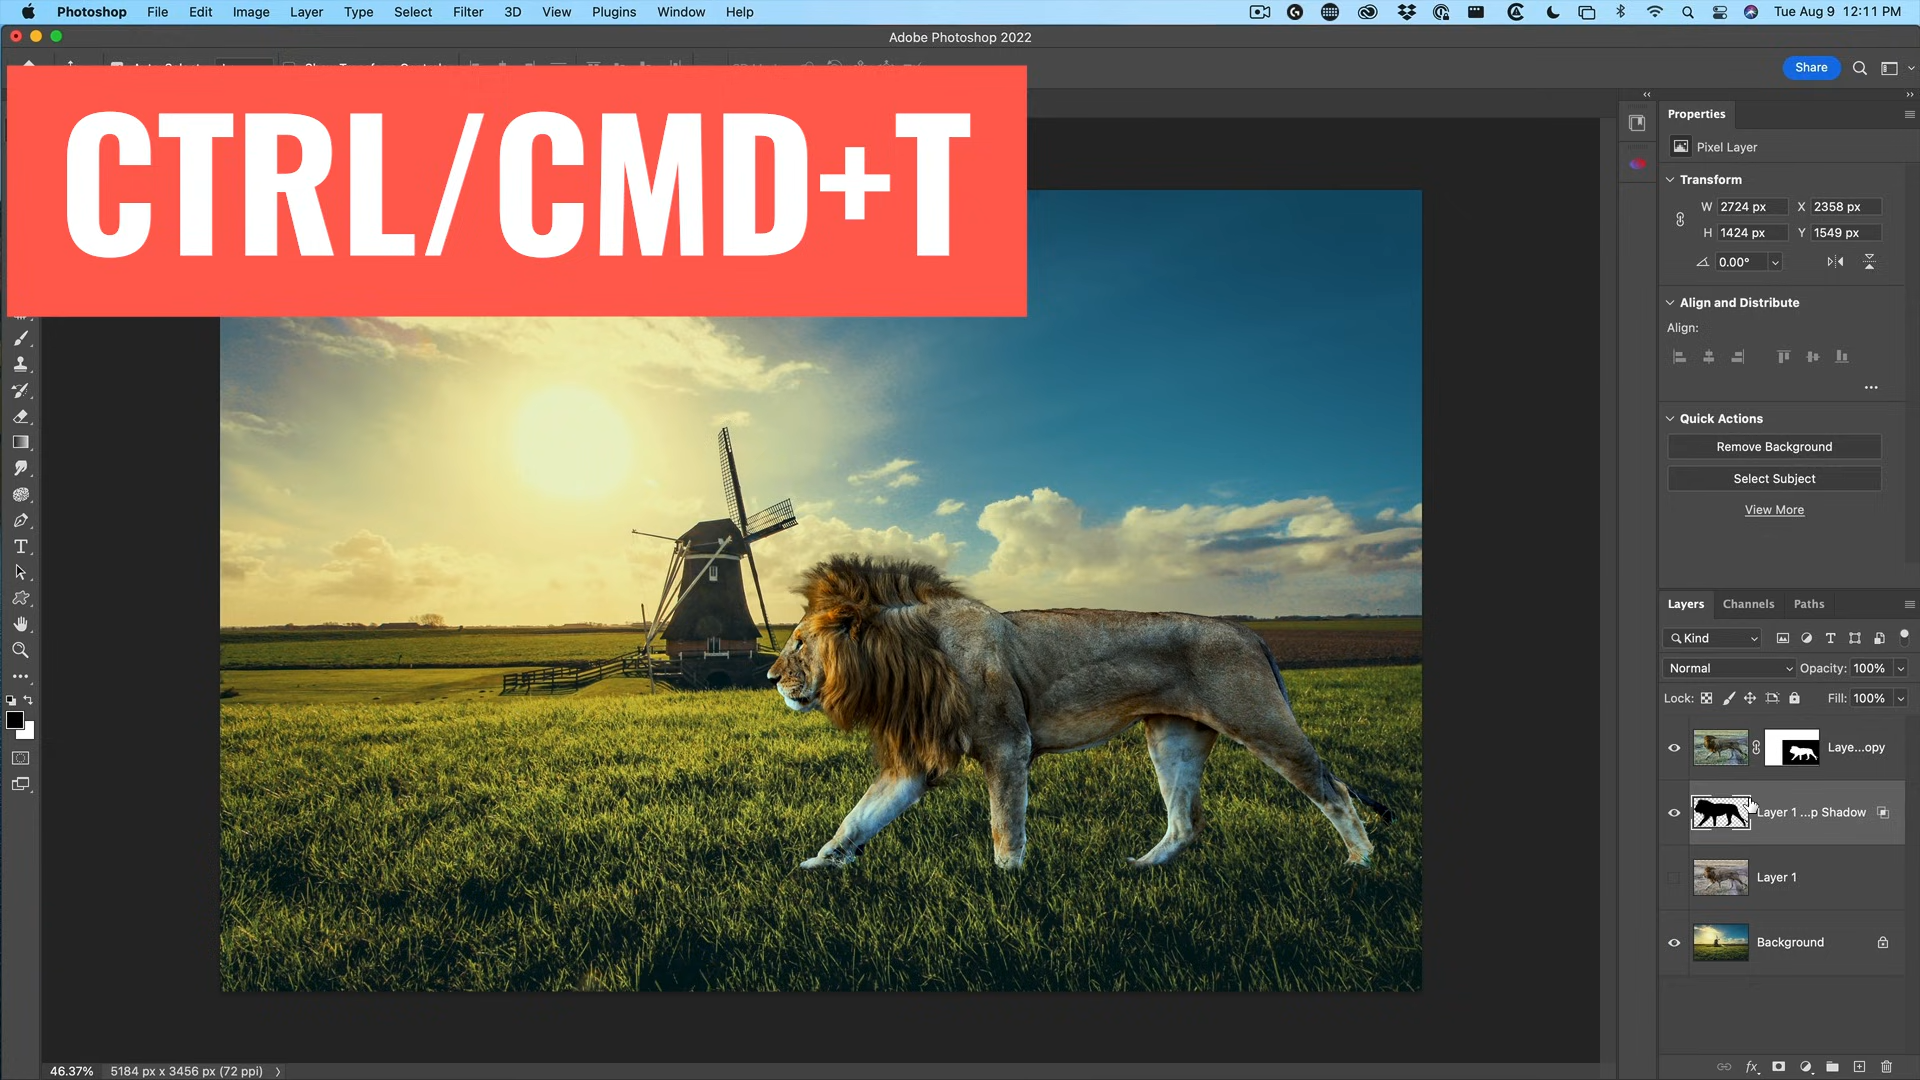 Photoshop File Edit Image Layer Type Select Filter 3D View Plugins Window Help
Tue Aug 9 12:11 PM
Adobe Photoshop 2022
Share
CTRL/CMD+T
Properties
Pixel Layer
Transform
W 2724 px X 2358 px
H 1424 px Y 1549 px
0.00°
Align and Distribute
Align:
Quick Actions
Remove Background
Select Subject
View More
Layers Channels Paths
Kind
Normal Opacity: 100%
Lock: Fill: 100%
Laye...opy
Layer 1 ...p Shadow
Layer 1
Background
46.37% 5184 px x 3456 px (72 ppi)